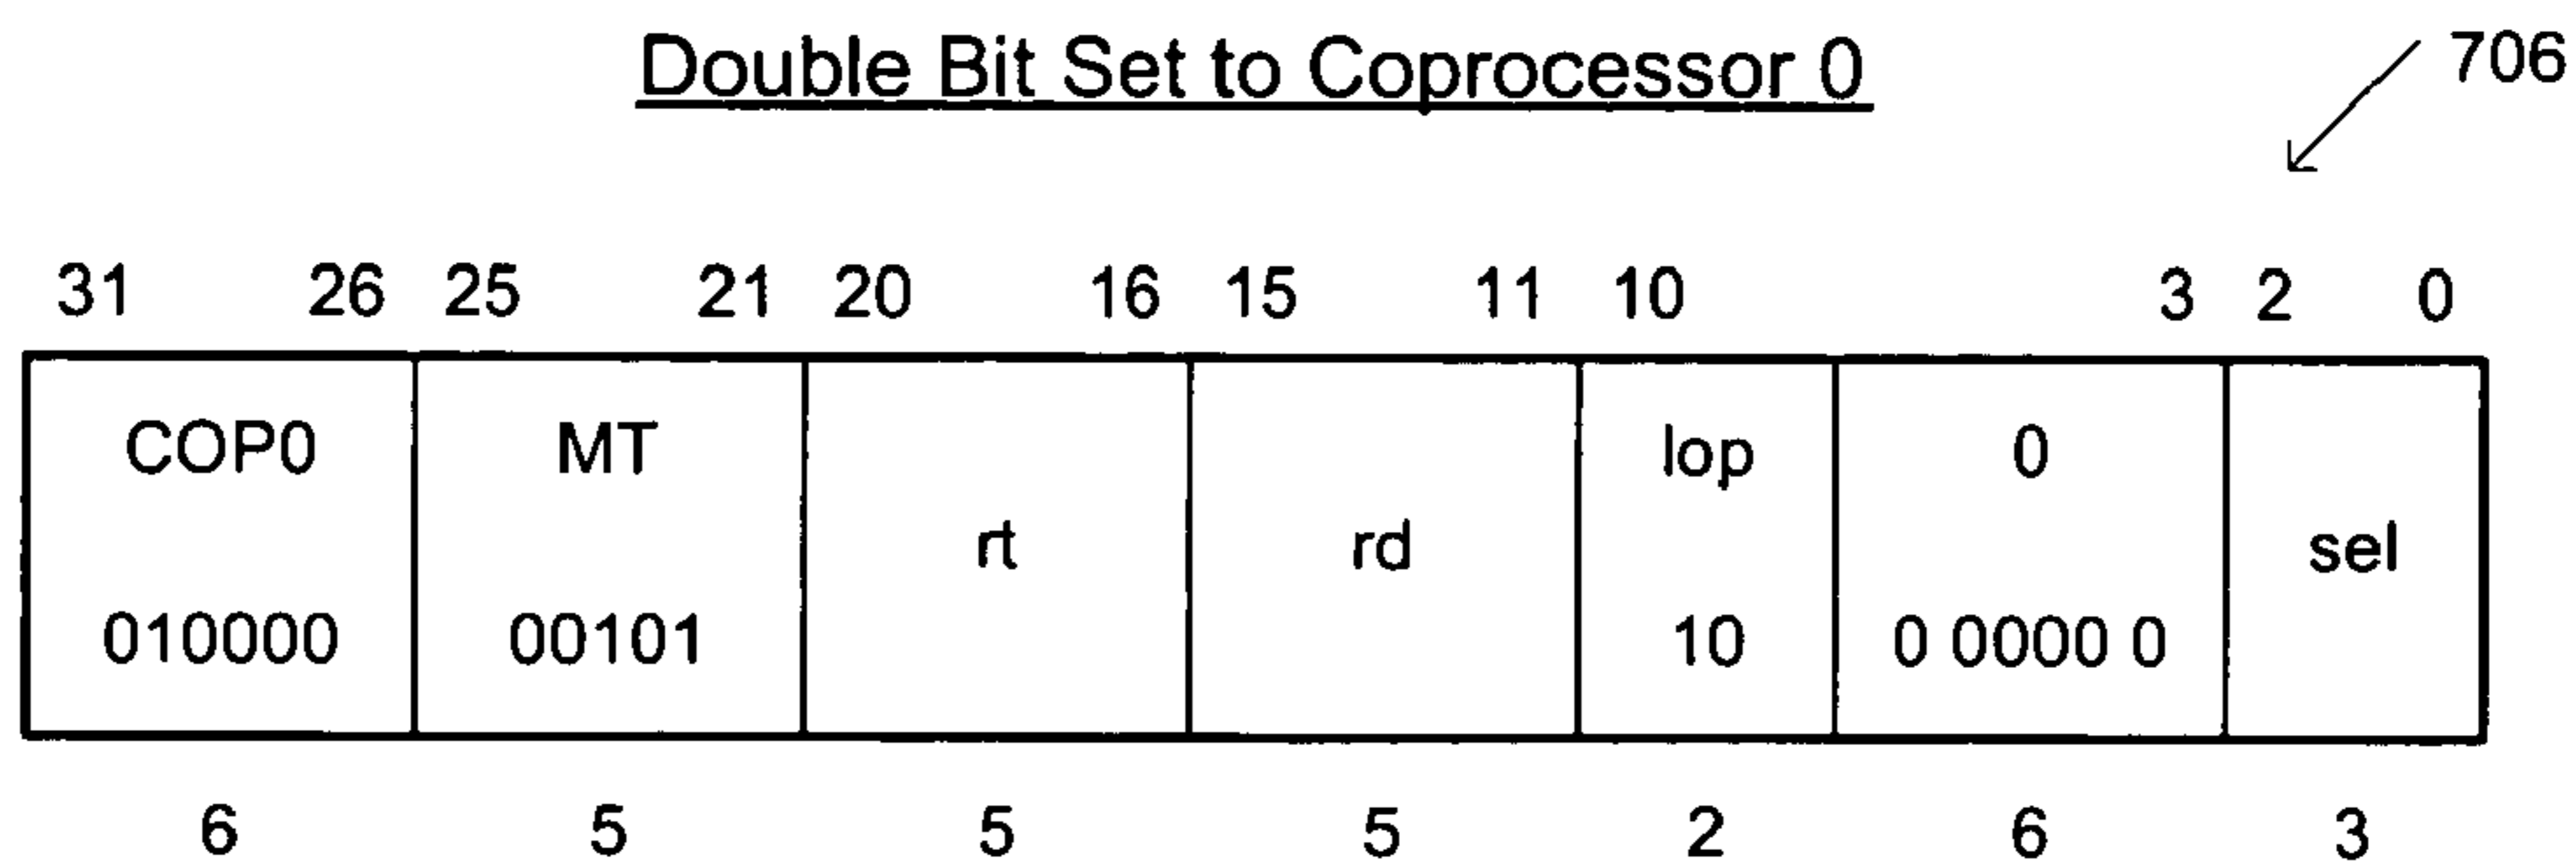 Double Bit Set to Coprocessor 0
706
31 26 25 21 20 16 15 11 10 3 2 0
COP0 MT lop 0
rt rd sel
010000 00101 10 0 0000 0
6 5 5 5 2 6 3